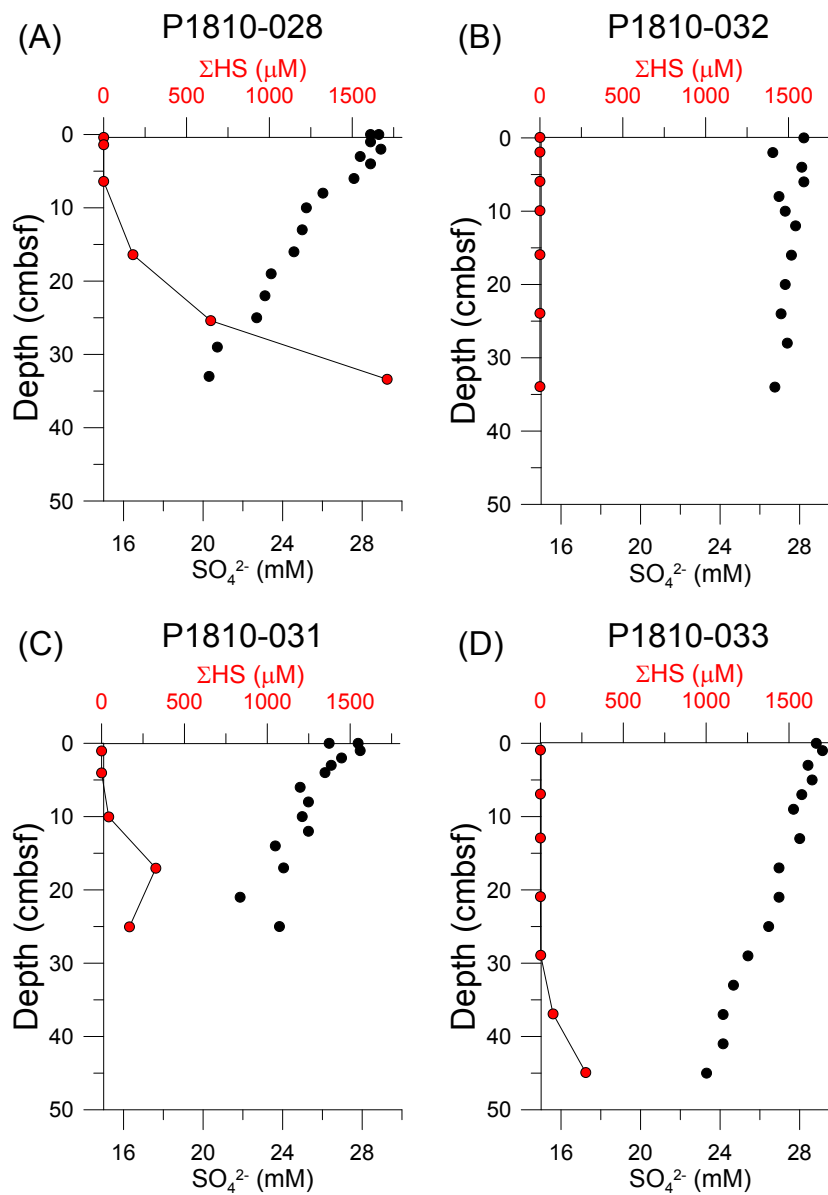 (A) P1810-028
ΣHS (μM)
0 500 1000 1500
0
10
20
30
40
50
Depth (cmbsf)
16 20 24 28
SO₄²⁻ (mM)
(B) P1810-032
ΣHS (μM)
0 500 1000 1500
0
10
20
30
40
50
Depth (cmbsf)
16 20 24 28
SO₄²⁻ (mM)
(C) P1810-031
ΣHS (μM)
0 500 1000 1500
0
10
20
30
40
50
Depth (cmbsf)
16 20 24 28
SO₄²⁻ (mM)
(D) P1810-033
ΣHS (μM)
0 500 1000 1500
0
10
20
30
40
50
Depth (cmbsf)
16 20 24 28
SO₄²⁻ (mM)